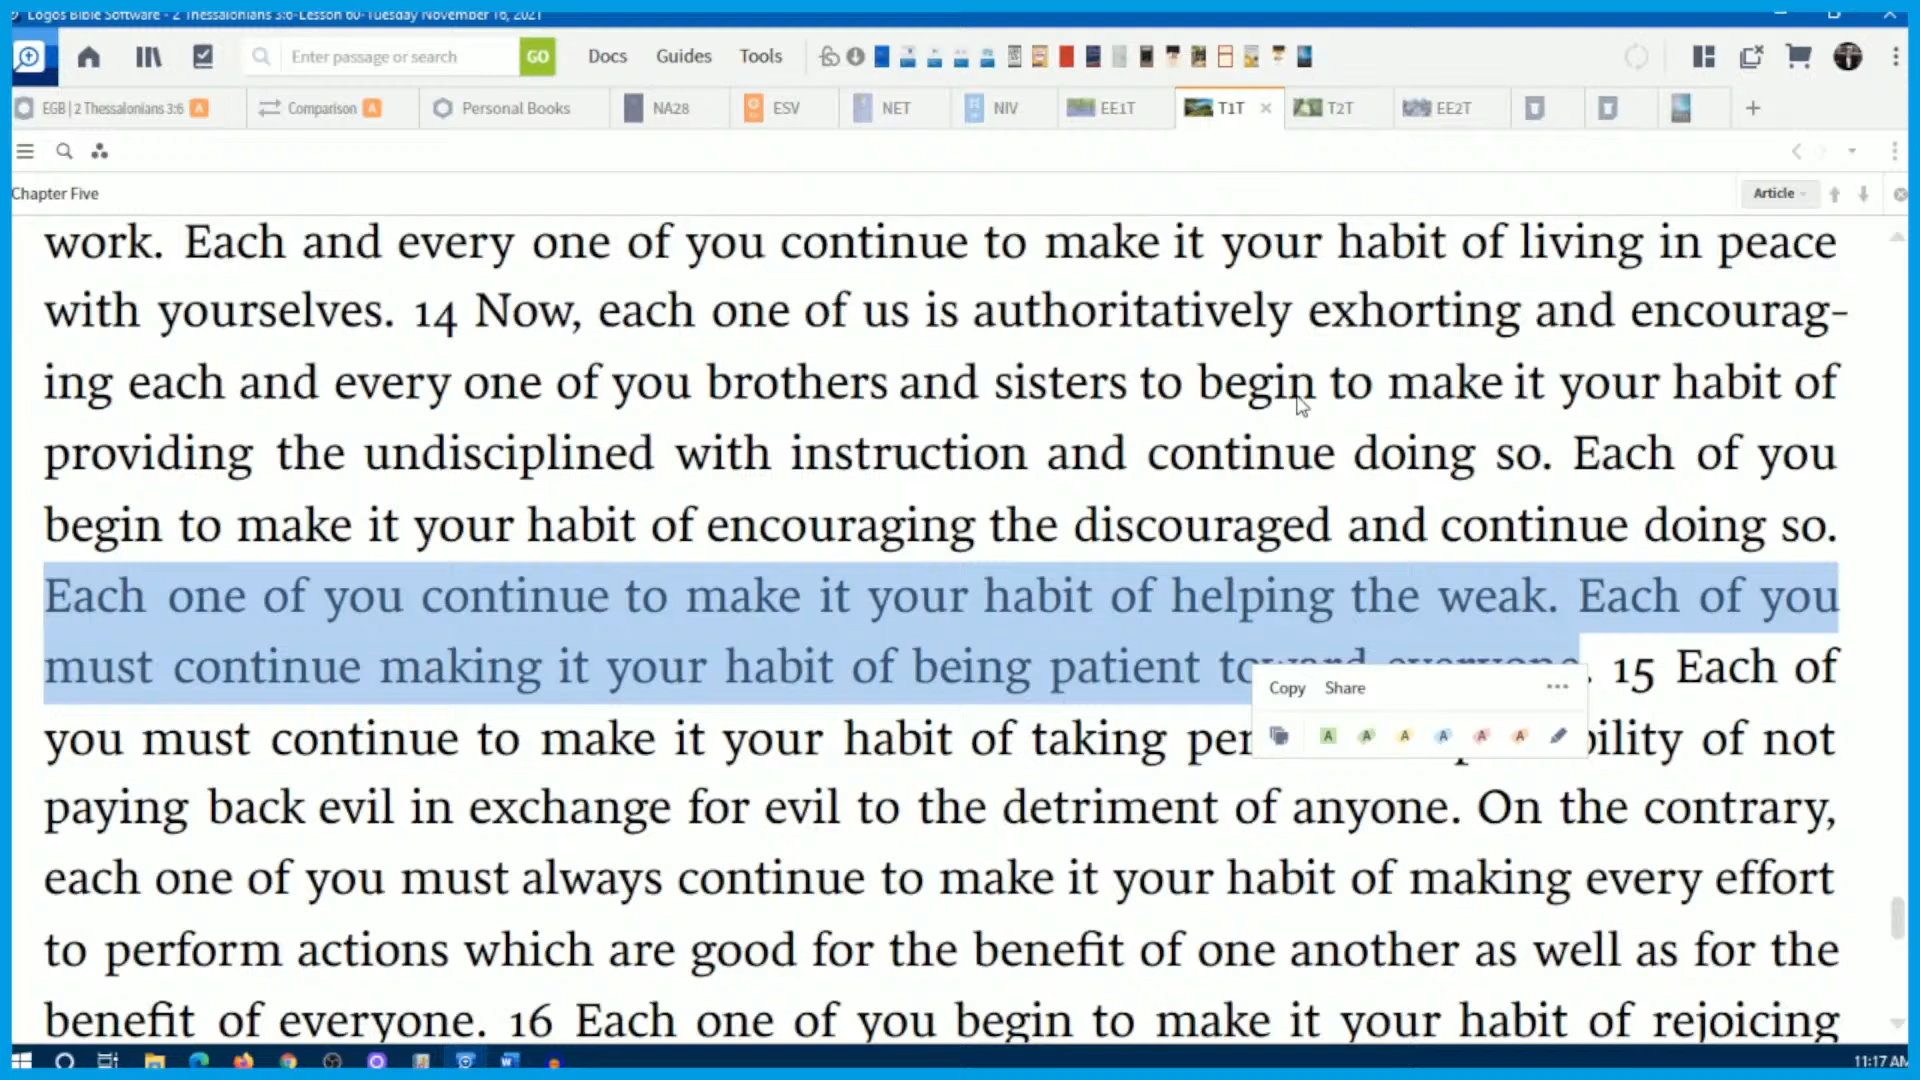 Logos Bible Software - 2 Thessalonians 3:6-Lesson 60-Tuesday November 16, 2021
Enter passage or search GO Docs Guides Tools
EGB | 2 Thessalonians 3:6 A Comparison A Personal Books NA28 ESV NET NIV EE1T T1T T2T EE2T
Chapter Five Article
work. Each and every one of you continue to make it your habit of living in peace
with yourselves. 14 Now, each one of us is authoritatively exhorting and encourag-
ing each and every one of you brothers and sisters to begin to make it your habit of
providing the undisciplined with instruction and continue doing so. Each of you
begin to make it your habit of encouraging the discouraged and continue doing so.
Each one of you continue to make it your habit of helping the weak. Each of you
must continue making it your habit of being patient toward everyone. 15 Each of
Copy Share
you must continue to make it your habit of taking per bility of not
A A A A A A
paying back evil in exchange for evil to the detriment of anyone. On the contrary,
each one of you must always continue to make it your habit of making every effort
to perform actions which are good for the benefit of one another as well as for the
benefit of everyone. 16 Each one of you begin to make it your habit of rejoicing
11:17 AM